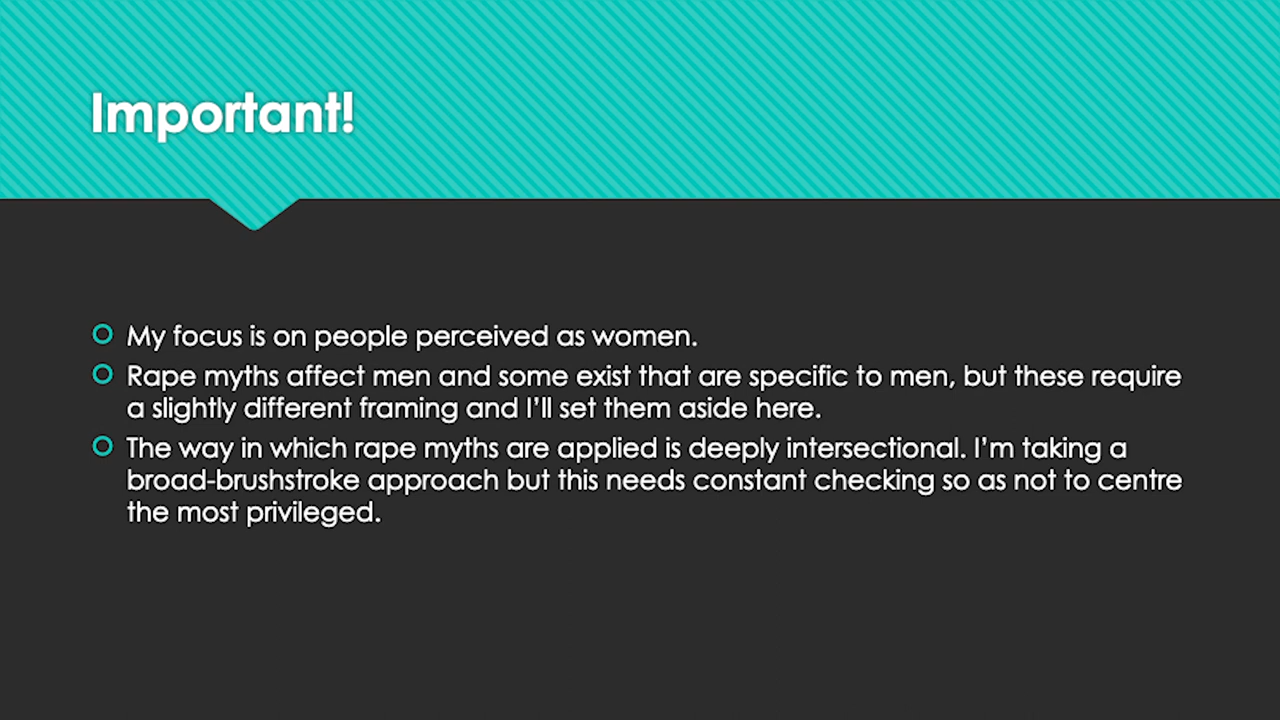 Important!
My focus is on people perceived as women.
Rape myths affect men and some exist that are specific to men, but these require
a slightly different framing and I’ll set them aside here.
The way in which rape myths are applied is deeply intersectional. I’m taking a
broad-brushstroke approach but this needs constant checking so as not to centre
the most privileged.